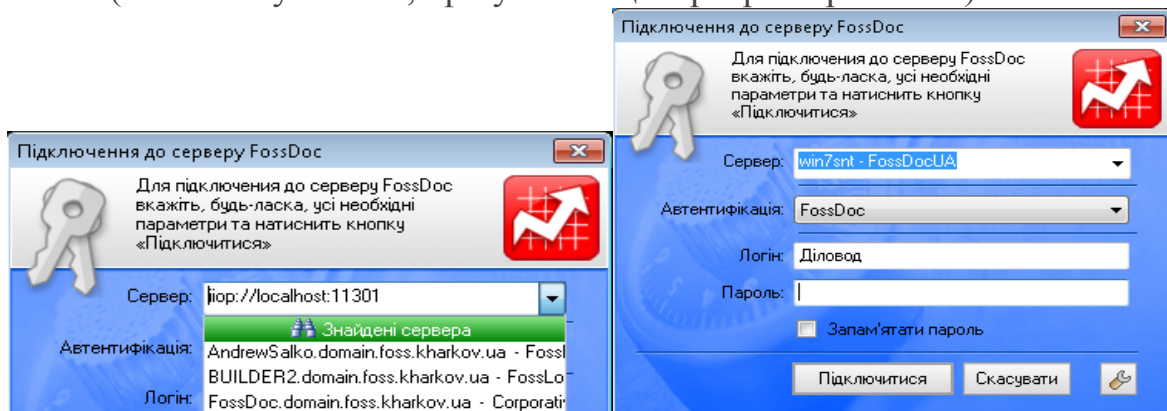 Підключення до серверу FossDoc
Для підключення до серверу FossDoc
вкажіть, будь-ласка, усі необхідні
параметри та натиснить кнопку
«Підключитися»
Сервер: iiop://localhost:11301
Знайдені сервера
Автентифікація:
AndrewSalko.domain.foss.kharkov.ua - Foss
BUILDER2.domain.foss.kharkov.ua - FossLo
Логін:
FossDoc.domain.foss.kharkov.ua - Corporati
Підключення до серверу FossDoc
Для підключення до серверу FossDoc
вкажіть, будь-ласка, усі необхідні
параметри та натиснить кнопку
«Підключитися»
Сервер: win7snt - FossDocUA
Автентифікація: FossDoc
Логін: Діловод
Пароль:
Запам'ятати пароль
Підключитися Скасувати